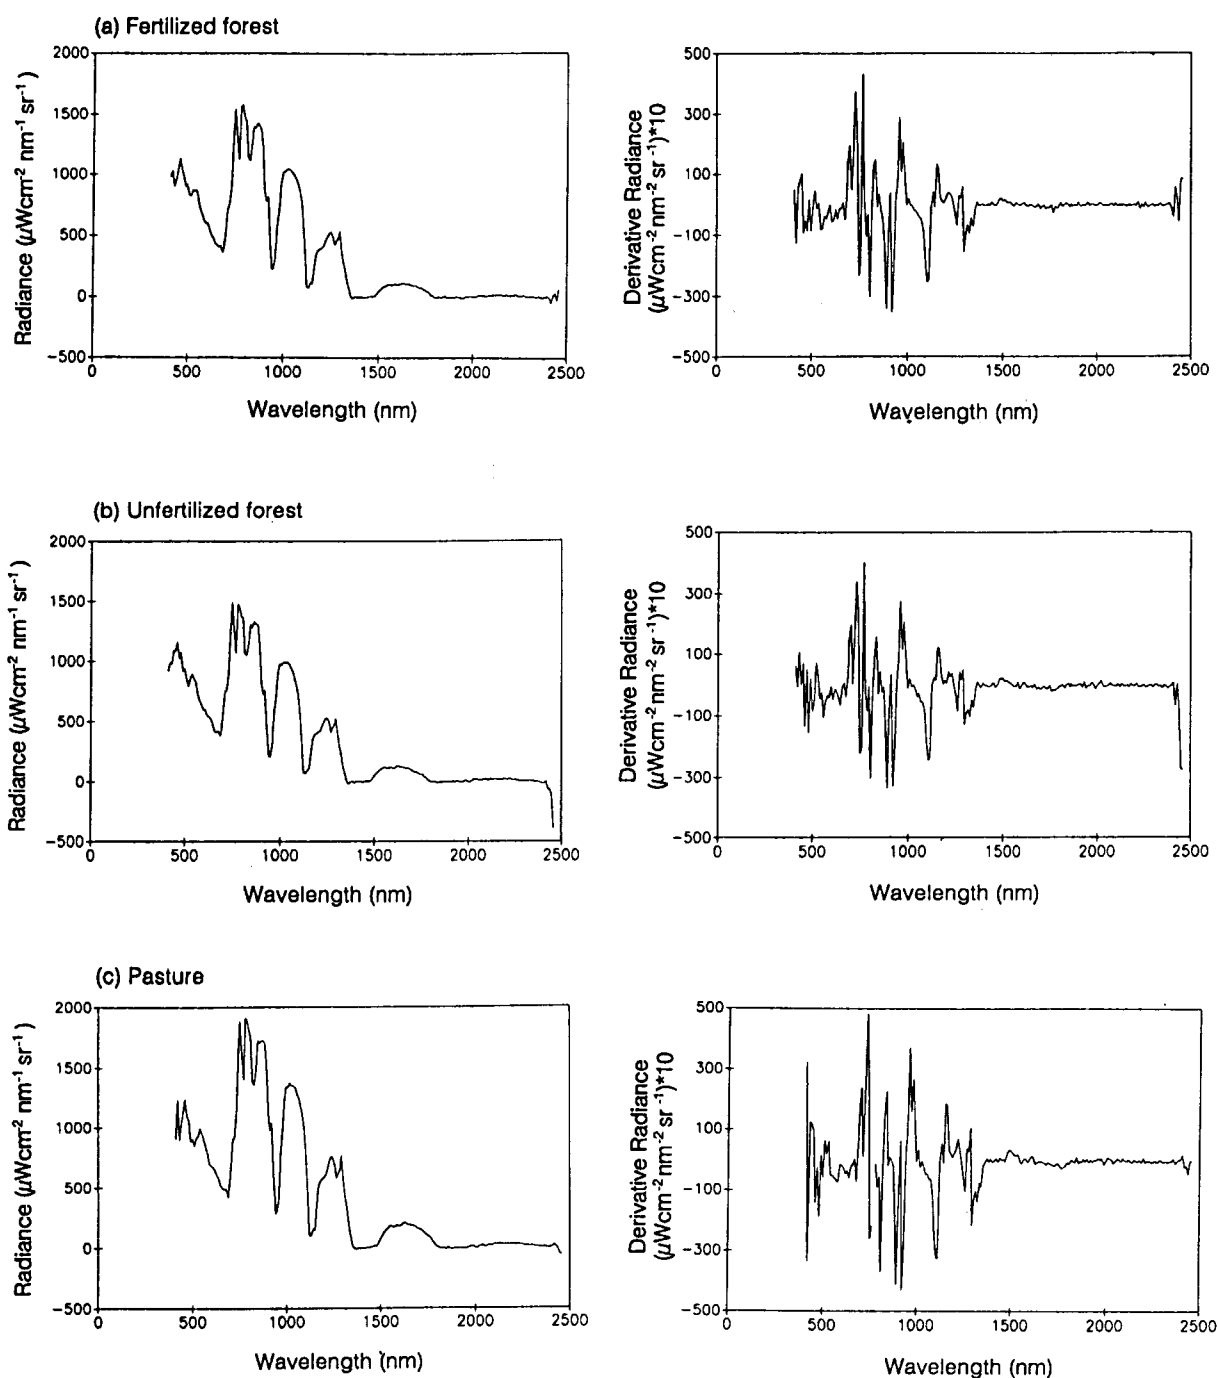 (a) Fertilized forest
2000
1500
1000
500
0
−500
0 500 1000 1500 2000 2500
Radiance (μWcm⁻² nm⁻¹ sr⁻¹)
Wavelength (nm)
500
300
100
−100
−300
−500
0 500 1000 1500 2000 2500
Derivative Radiance
(μWcm⁻² nm⁻² sr⁻¹)*10
Wavelength (nm)
(b) Unfertilized forest
2000
1500
1000
500
0
−500
0 500 1000 1500 2000 2500
Radiance (μWcm⁻² nm⁻¹ sr⁻¹)
Wavelength (nm)
500
300
100
−100
−300
−500
0 500 1000 1500 2000 2500
Derivative Radiance
(μWcm⁻² nm⁻² sr⁻¹)*10
Wavelength (nm)
(c) Pasture
2000
1500
1000
500
0
−500
0 500 1000 1500 2000 2500
Radiance (μWcm⁻² nm⁻¹ sr⁻¹)
Wavelength (nm)
500
300
100
−100
−300
−500
0 500 1000 1500 2000 2500
Derivative Radiance
(μWcm⁻² nm⁻² sr⁻¹)*10
Wavelength (nm)